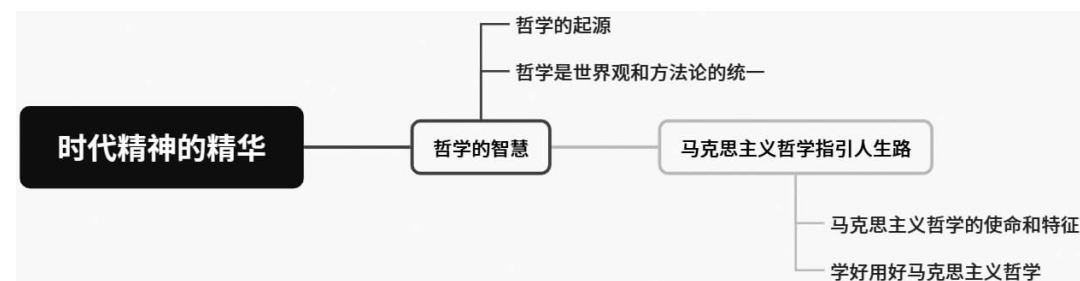 哲学的起源
哲学是世界观和方法论的统一
时代精神的精华
哲学的智慧
马克思主义哲学指引人生路
马克思主义哲学的使命和特征
学好用好马克思主义哲学